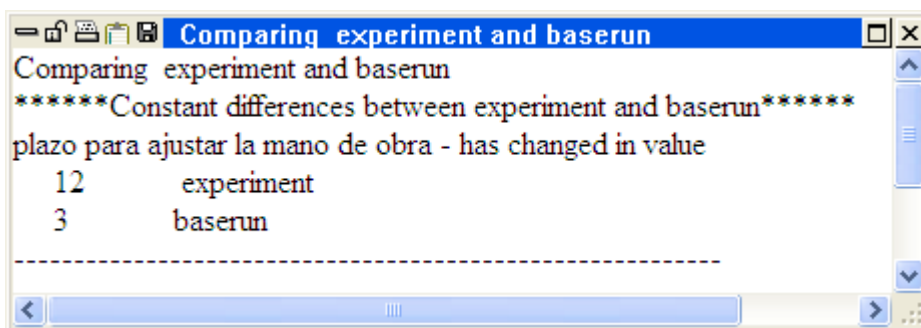 Comparing experiment and baserun
Comparing experiment and baserun
******Constant differences between experiment and baserun******
plazo para ajustar la mano de obra - has changed in value
12 experiment
3 baserun
-----------------------------------------------------------